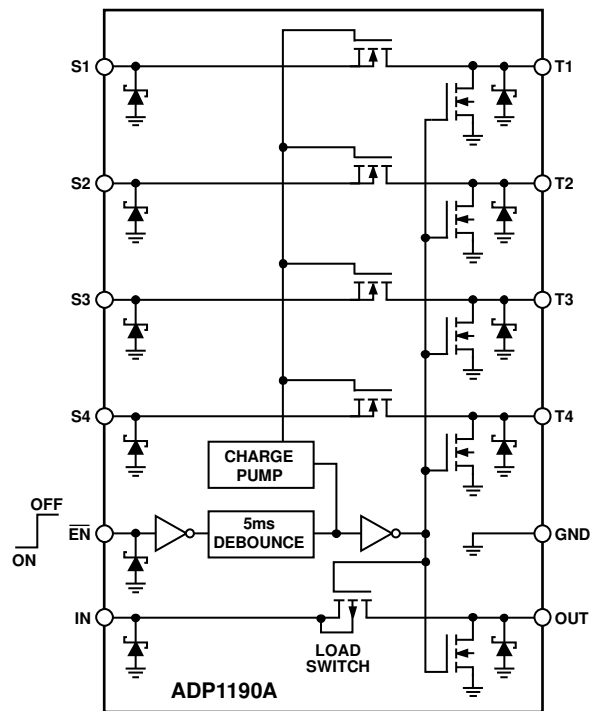 S1
T1
S2
T2
S3
T3
S4
T4
CHARGE
PUMP
OFF
ON
EN
5ms
DEBOUNCE
GND
IN
OUT
LOAD
SWITCH
ADP1190A